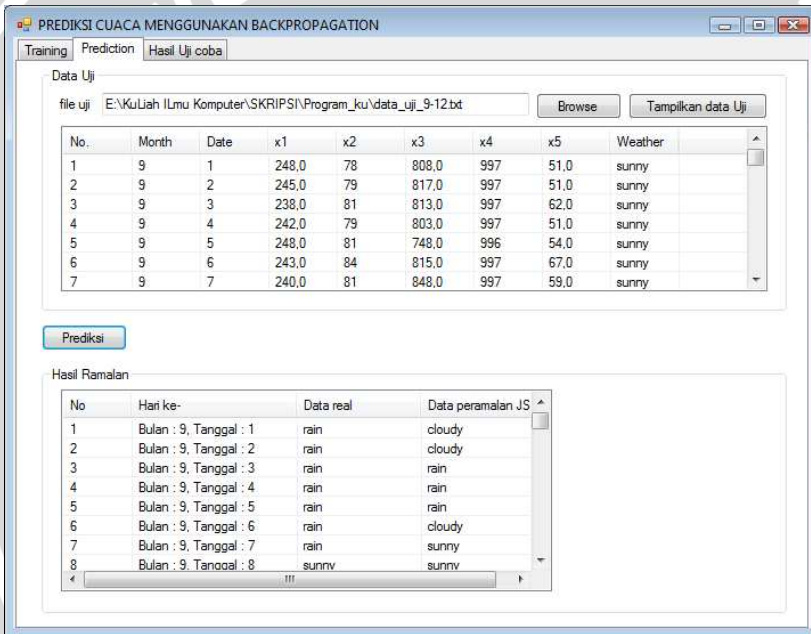 PREDIKSI CUACA MENGGUNAKAN BACKPROPAGATION
Training Prediction Hasil Uji coba
Data Uji
file uji E:\KuLiah ILmu Komputer\SKRIPSI\Program_ku\data_uji_9-12.txt Browse Tampilkan data Uji
No. Month Date x1 x2 x3 x4 x5 Weather
1 9 1 248,0 78 808,0 997 51,0 sunny
2 9 2 245,0 79 817,0 997 51,0 sunny
3 9 3 238,0 81 813,0 997 62,0 sunny
4 9 4 242,0 79 803,0 997 51,0 sunny
5 9 5 248,0 81 748,0 996 54,0 sunny
6 9 6 243,0 84 815,0 997 67,0 sunny
7 9 7 240,0 81 848,0 997 59,0 sunny
Prediksi
Hasil Ramalan
No Hari ke- Data real Data peramalan JS
1 Bulan : 9, Tanggal : 1 rain cloudy
2 Bulan : 9, Tanggal : 2 rain cloudy
3 Bulan : 9, Tanggal : 3 rain rain
4 Bulan : 9, Tanggal : 4 rain rain
5 Bulan : 9, Tanggal : 5 rain rain
6 Bulan : 9, Tanggal : 6 rain cloudy
7 Bulan : 9, Tanggal : 7 rain sunny
8 Bulan : 9, Tanggal : 8 sunny sunny